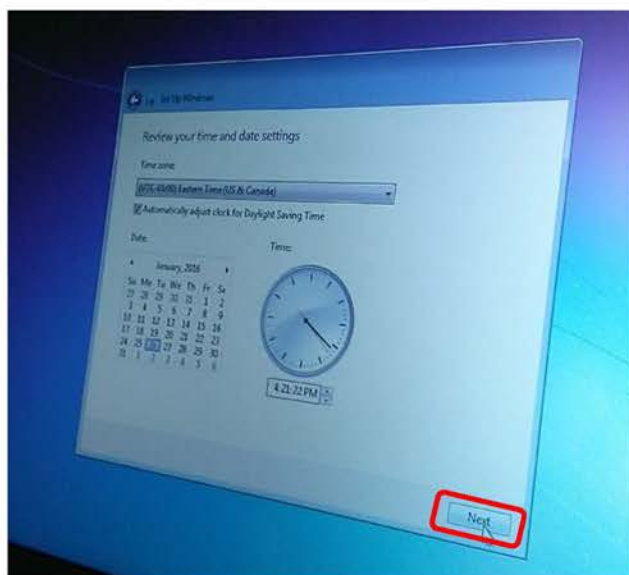 Set Up Windows
Review your time and date settings
Time zone:
(UTC-05:00) Eastern Time (US & Canada)
Automatically adjust clock for Daylight Saving Time
Date:
Time:
January, 2016
Su Mo Tu We Th Fr Sa
27 28 29 30 31 1 2
3 4 5 6 7 8 9
10 11 12 13 14 15 16
17 18 19 20 21 22 23
24 25 26 27 28 29 30
31 1 2 3 4 5 6
4:21:22 PM
Next